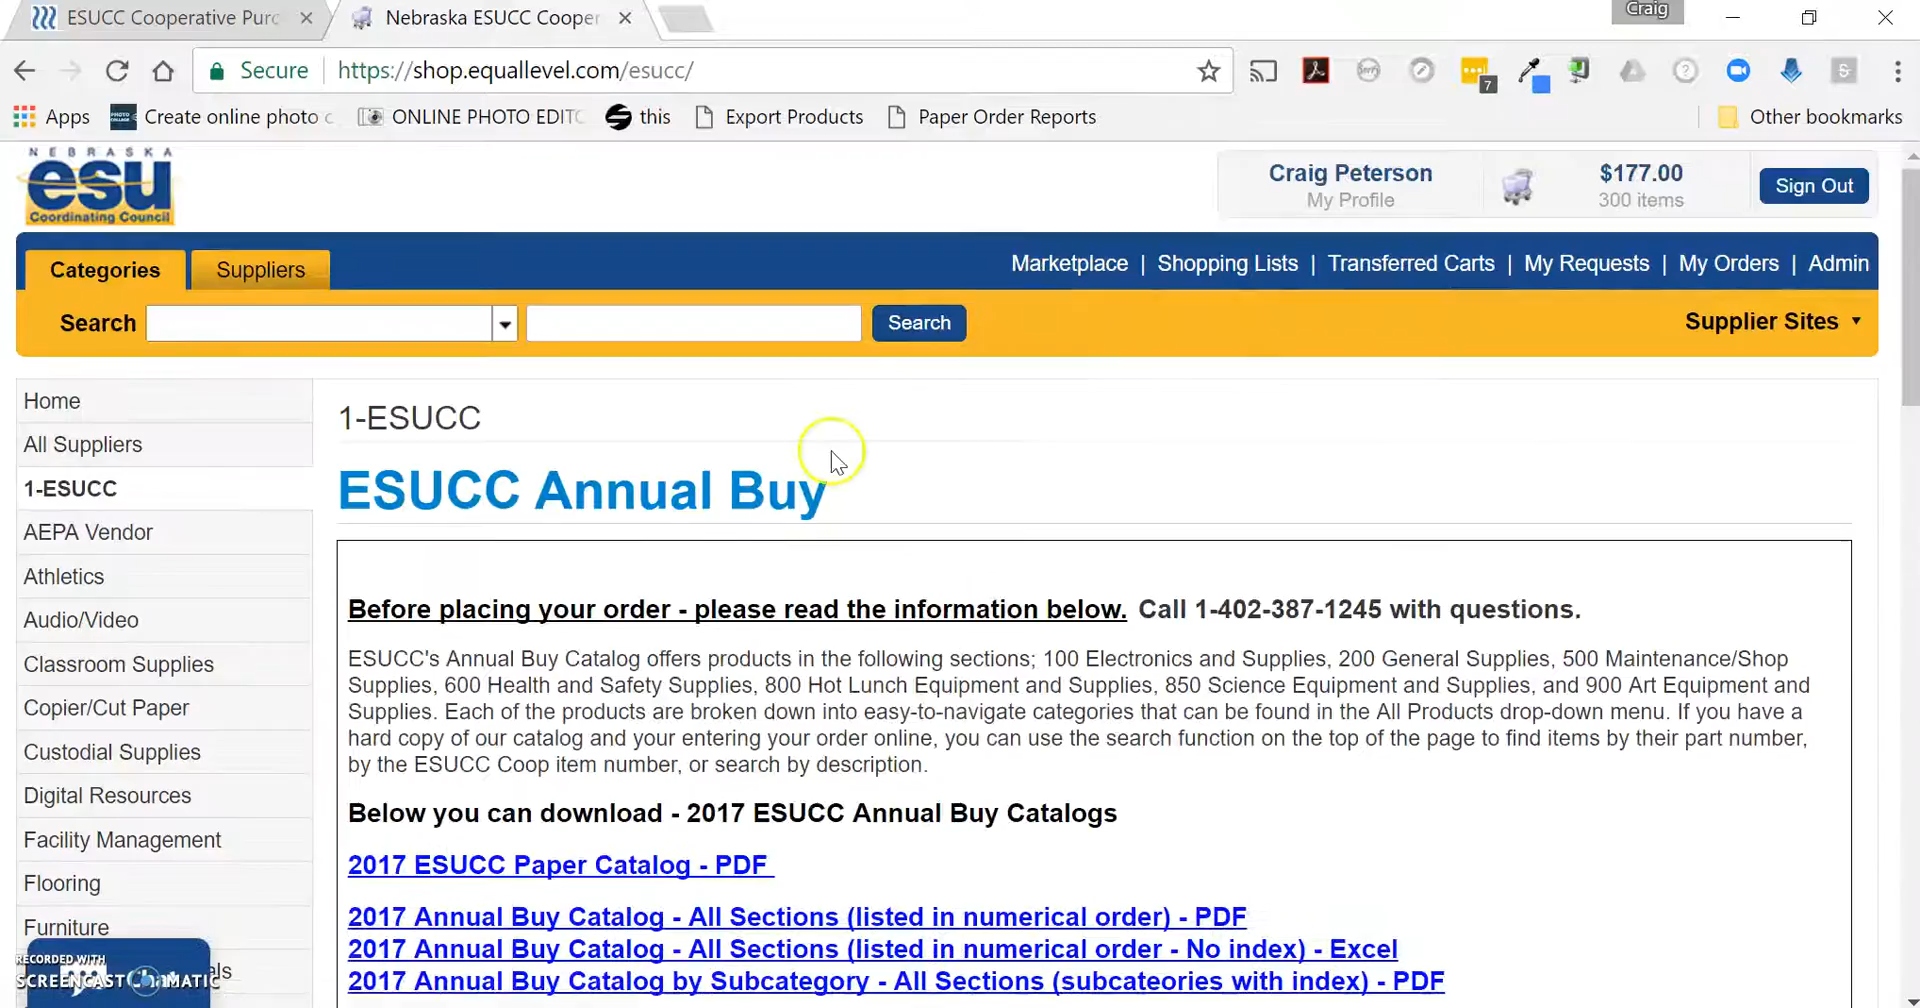 ESUCC Cooperative Purc
Nebraska ESUCC Cooper
Craig
Secure
https://shop.equallevel.com/esucc/
7
Apps
Create online photo c
ONLINE PHOTO EDITC
this
Export Products
Paper Order Reports
Other bookmarks
NEBRASKA
esu
Coordinating Council
Craig Peterson
My Profile
$177.00
300 items
Sign Out
Categories
Suppliers
Marketplace | Shopping Lists | Transferred Carts | My Requests | My Orders | Admin
Search
Search
Supplier Sites
Home
All Suppliers
1-ESUCC
AEPA Vendor
Athletics
Audio/Video
Classroom Supplies
Copier/Cut Paper
Custodial Supplies
Digital Resources
Facility Management
Flooring
Furniture
1-ESUCC
ESUCC Annual Buy
Before placing your order - please read the information below. Call 1-402-387-1245 with questions.
ESUCC's Annual Buy Catalog offers products in the following sections; 100 Electronics and Supplies, 200 General Supplies, 500 Maintenance/Shop
Supplies, 600 Health and Safety Supplies, 800 Hot Lunch Equipment and Supplies, 850 Science Equipment and Supplies, and 900 Art Equipment and
Supplies. Each of the products are broken down into easy-to-navigate categories that can be found in the All Products drop-down menu. If you have a
hard copy of our catalog and your entering your order online, you can use the search function on the top of the page to find items by their part number,
by the ESUCC Coop item number, or search by description.
Below you can download - 2017 ESUCC Annual Buy Catalogs
2017 ESUCC Paper Catalog - PDF
2017 Annual Buy Catalog - All Sections (listed in numerical order) - PDF
2017 Annual Buy Catalog - All Sections (listed in numerical order - No index) - Excel
2017 Annual Buy Catalog by Subcategory - All Sections (subcateories with index) - PDF
RECORDED WITH
SCREENCAST-O-MATIC